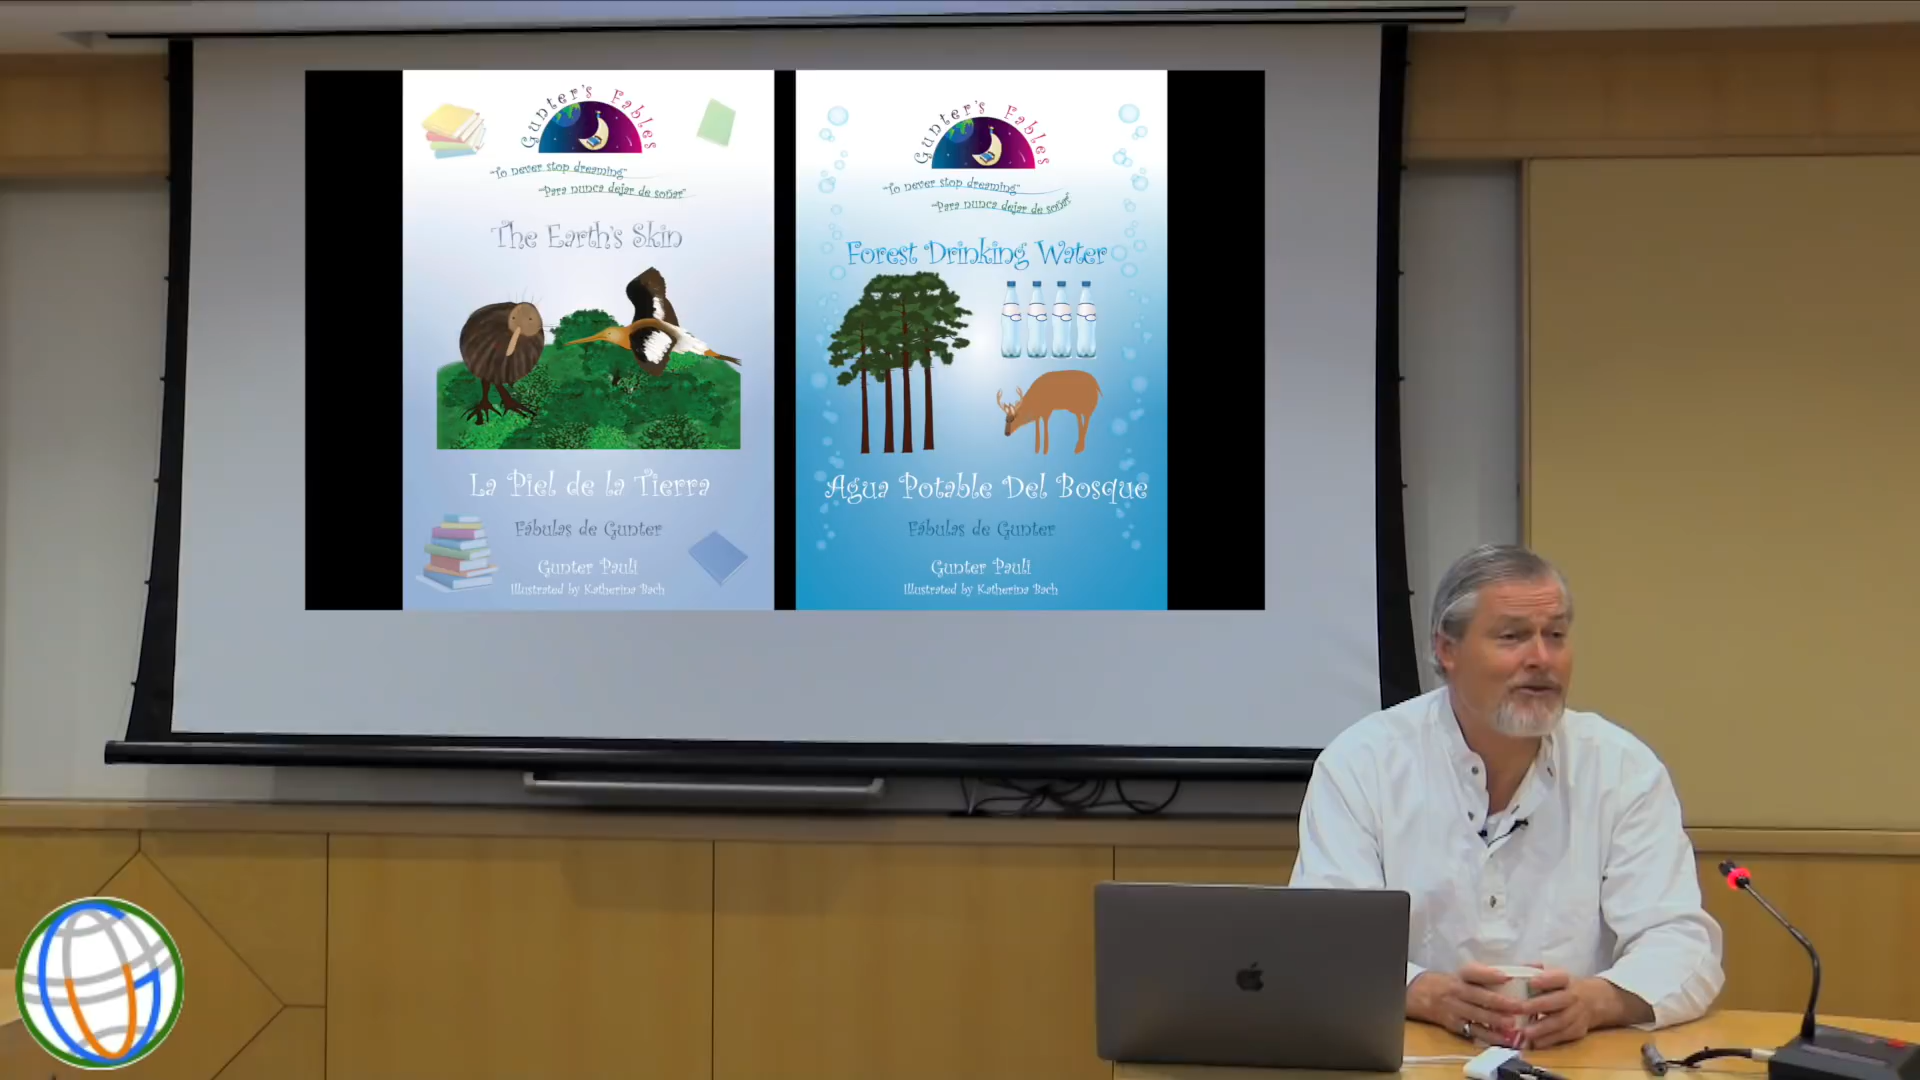 Gunter's Fables
"To never stop dreaming"
"Para nunca dejar de soñar"
The Earth's Skin
La Piel de la Tierra
Fábulas de Gunter
Gunter Pauli
Illustrated by Katherina Bach
Gunter's Fables
"To never stop dreaming"
"Para nunca dejar de soñar"
Forest Drinking Water
Agua Potable Del Bosque
Fábulas de Gunter
Gunter Pauli
Illustrated by Katherina Bach